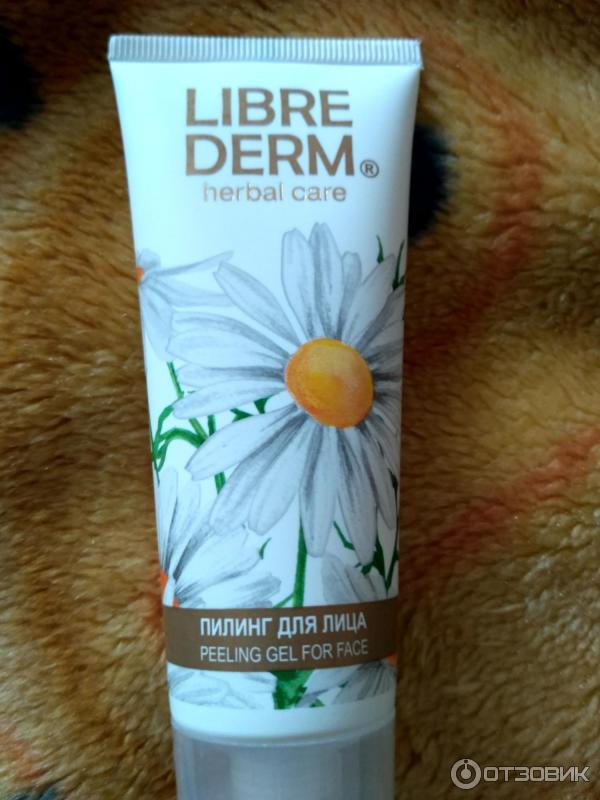 LIBRE
DERM®
herbal care
ПИЛИНГ ДЛЯ ЛИЦА
PEELING GEL FOR FACE
ОТЗОВИК